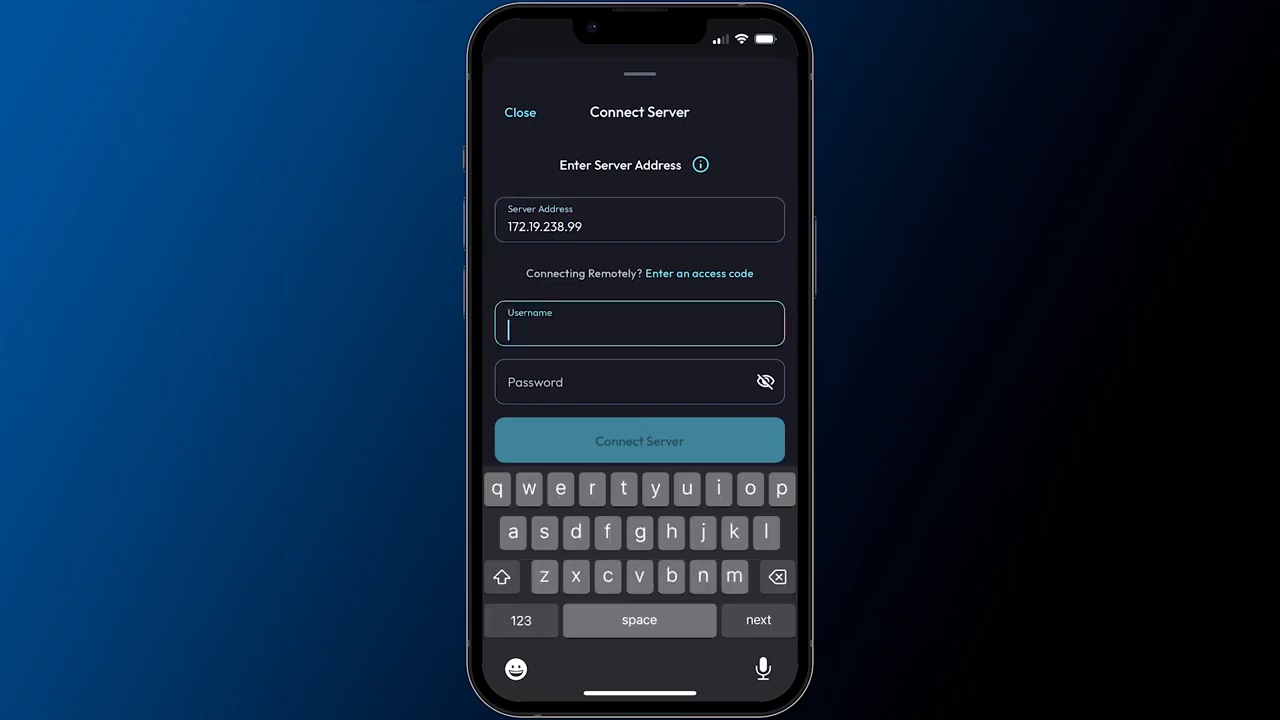 Close
Connect Server
Enter Server Address
Server Address
172.19.238.99
Connecting Remotely? Enter an access code
Username
Password
Connect Server
q w e r t y u i o p
a s d f g h j k l
z x c v b n m
123 space next